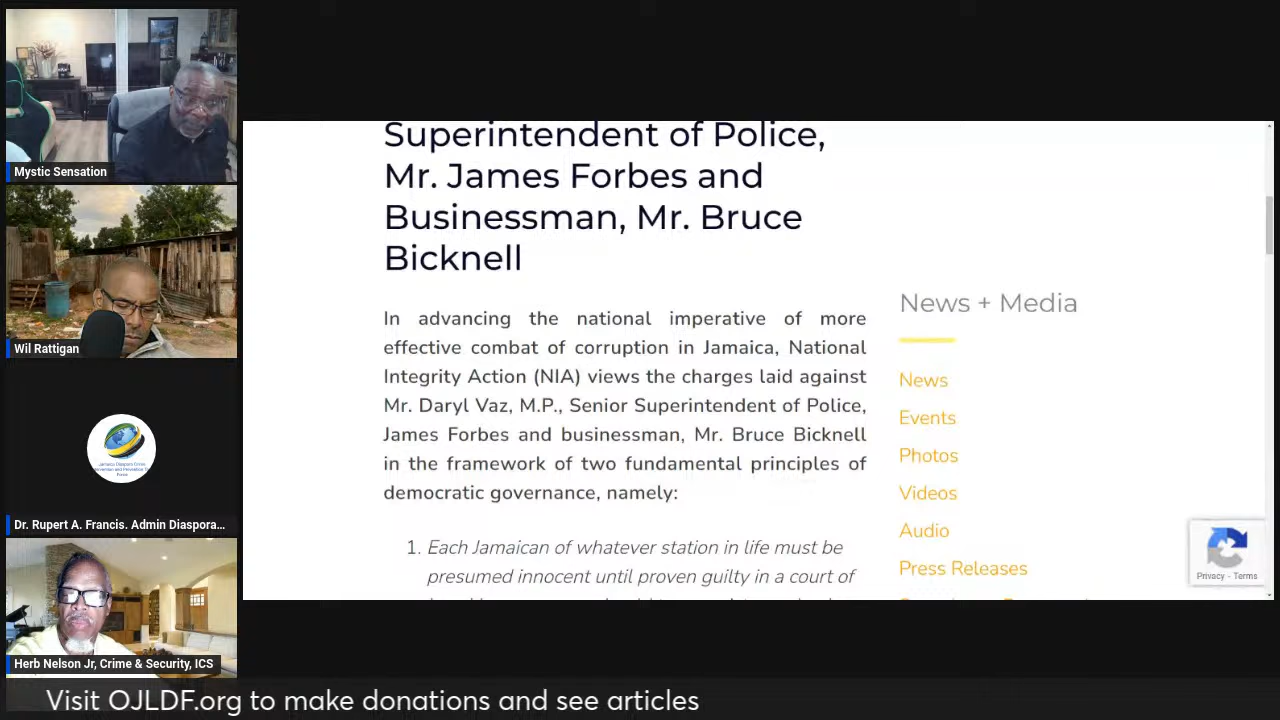 Mystic Sensation
Wil Rattigan
Dr. Rupert A. Francis. Admin Diaspora...
Herb Nelson Jr, Crime & Security, ICS
Superintendent of Police,
Mr. James Forbes and
Businessman, Mr. Bruce
Bicknell
In advancing the national imperative of more
effective combat of corruption in Jamaica, National
Integrity Action (NIA) views the charges laid against
Mr. Daryl Vaz, M.P., Senior Superintendent of Police,
James Forbes and businessman, Mr. Bruce Bicknell
in the framework of two fundamental principles of
democratic governance, namely:
1. Each Jamaican of whatever station in life must be
presumed innocent until proven guilty in a court of
News + Media
News
Events
Photos
Videos
Audio
Press Releases
Privacy - Terms
Visit OJLDF.org to make donations and see articles